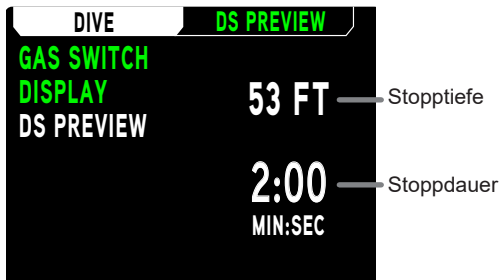 DIVE DS PREVIEW
GAS SWITCH
DISPLAY
DS PREVIEW
53 FT Stopptiefe
2:00 Stoppdauer
MIN:SEC